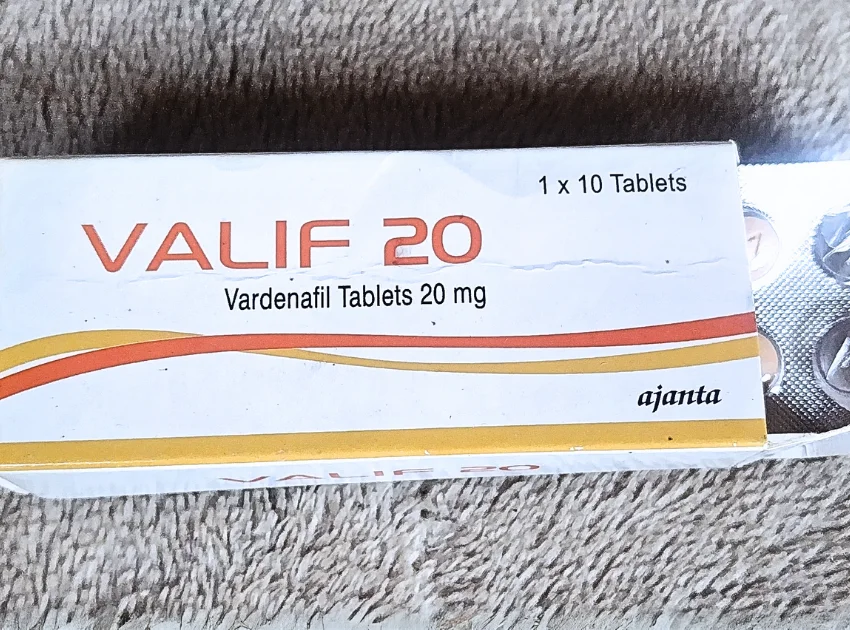 1 x 10 Tablets
VALIF 20
Vardenafil Tablets 20 mg
ajanta
VALIF 20